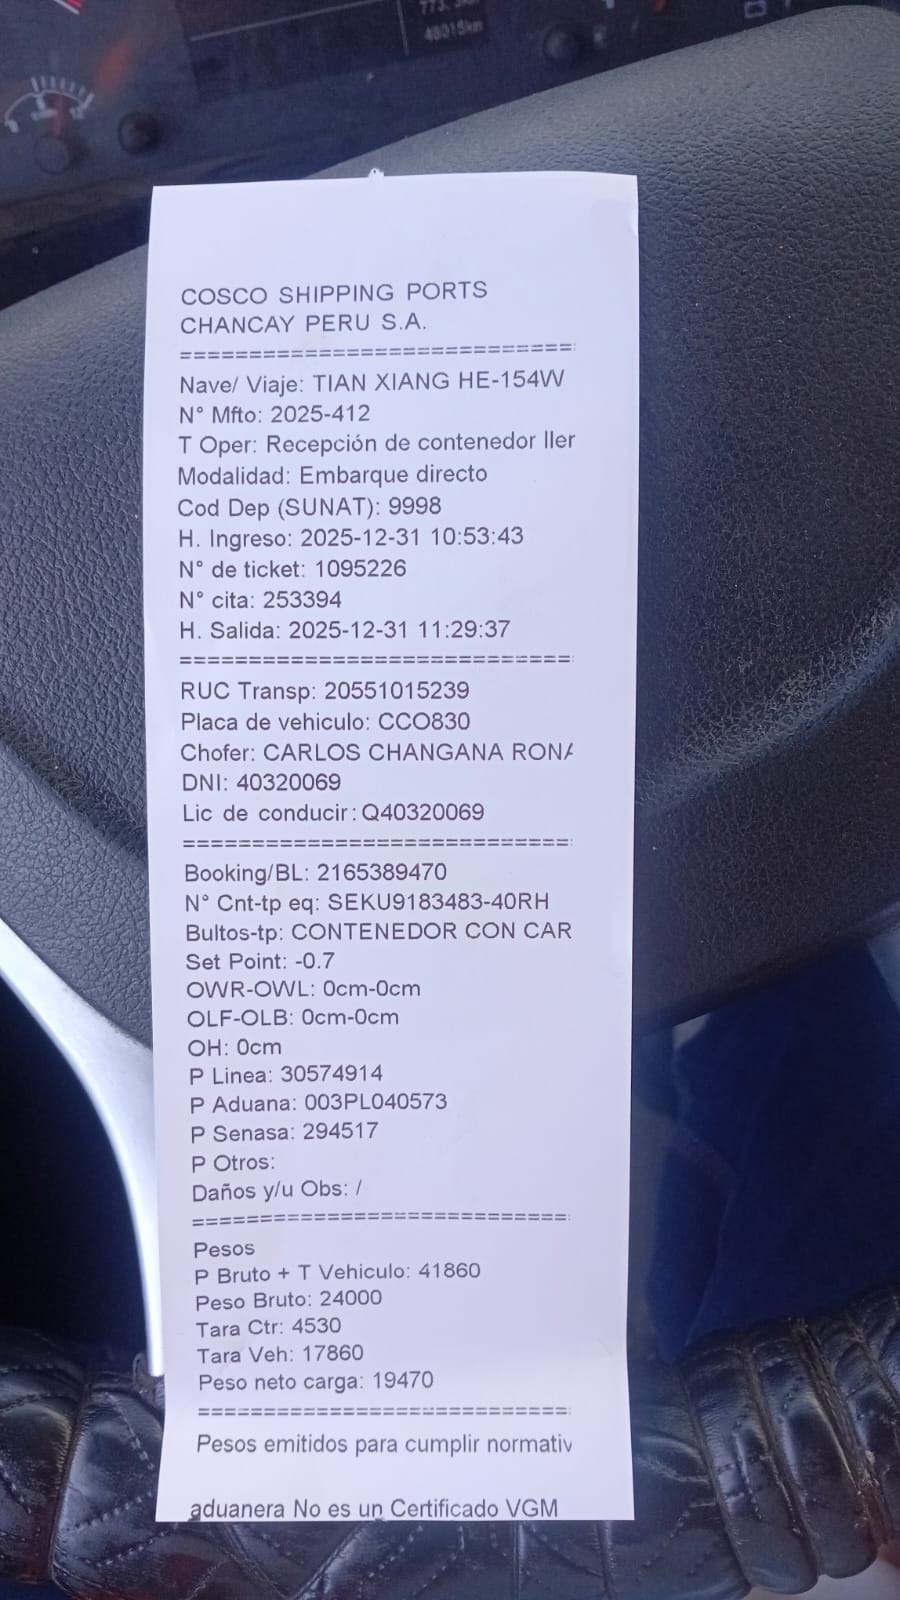 773.
48018km
COSCO SHIPPING PORTS
CHANCAY PERU S.A.
============================
Nave/ Viaje: TIAN XIANG HE-154W
N° Mfto: 2025-412
T Oper: Recepción de contenedor ller
Modalidad: Embarque directo
Cod Dep (SUNAT): 9998
H. Ingreso: 2025-12-31 10:53:43
N° de ticket: 1095226
N° cita: 253394
H. Salida: 2025-12-31 11:29:37
============================
RUC Transp: 20551015239
Placa de vehiculo: CCO830
Chofer: CARLOS CHANGANA RONA
DNI: 40320069
Lic de conducir: Q40320069
============================
Booking/BL: 2165389470
N° Cnt-tp eq: SEKU9183483-40RH
Bultos-tp: CONTENEDOR CON CAR
Set Point: -0.7
OWR-OWL: 0cm-0cm
OLF-OLB: 0cm-0cm
OH: 0cm
P Linea: 30574914
P Aduana: 003PL040573
P Senasa: 294517
P Otros:
Daños y/u Obs: /
============================
Pesos
P Bruto + T Vehiculo: 41860
Peso Bruto: 24000
Tara Ctr: 4530
Tara Veh: 17860
Peso neto carga: 19470
============================
Pesos emitidos para cumplir normativ
aduanera No es un Certificado VGM